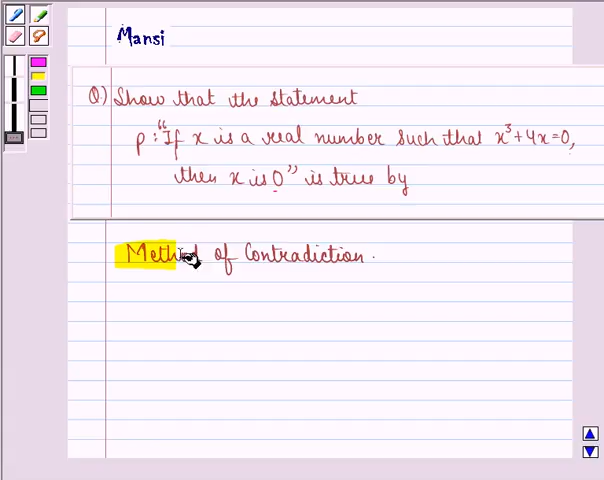 Mansi
Q) Show that the statement
p: "If x is a real number such that x³ + 4x = 0,
then x is 0" is true by
Method of Contradiction.